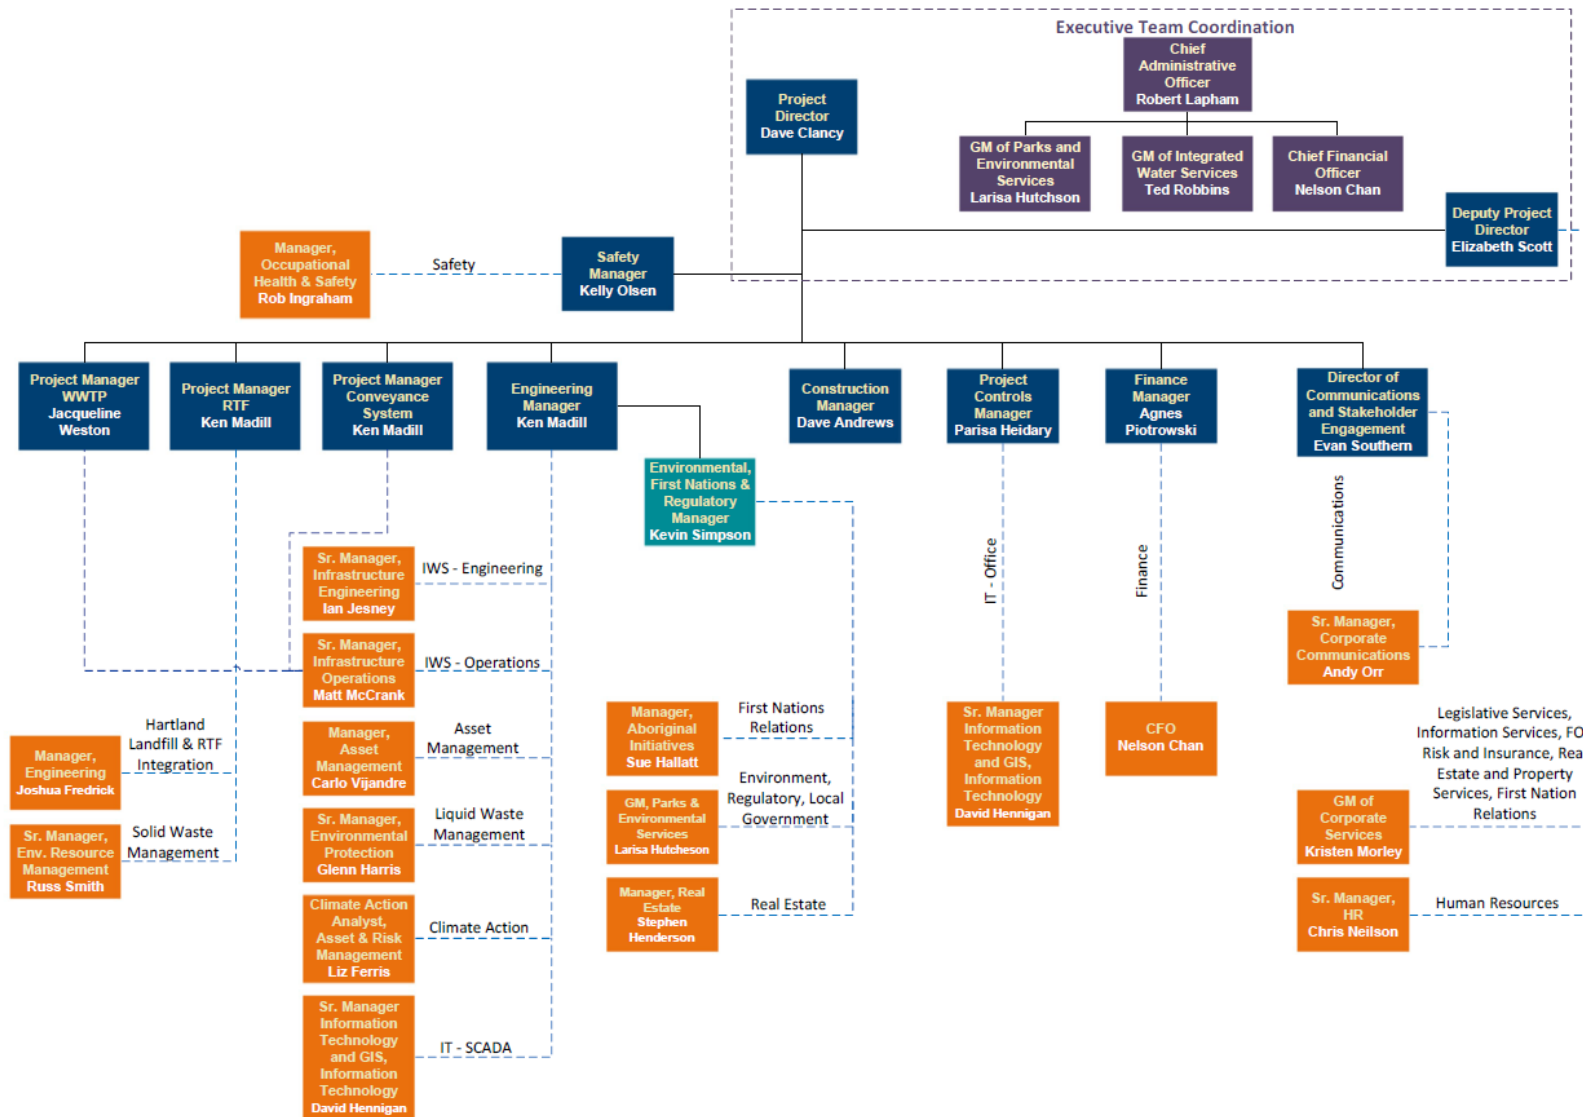 Executive Team Coordination
Chief
Administrative
Officer
Robert Lapham
Project
Director
Dave Clancy
GM of Parks and
Environmental
Services
Larisa Hutchson
GM of Integrated
Water Services
Ted Robbins
Chief Financial
Officer
Nelson Chan
Deputy Project
Director
Elizabeth Scott
Manager,
Occupational
Health & Safety
Rob Ingraham
Safety
Safety
Manager
Kelly Olsen
Project Manager
WWTP
Jacqueline
Weston
Project Manager
RTF
Ken Madill
Project Manager
Conveyance
System
Ken Madill
Engineering
Manager
Ken Madill
Construction
Manager
Dave Andrews
Project
Controls
Manager
Parisa Heidary
Finance
Manager
Agnes
Piotrowski
Director of
Communications
and Stakeholder
Engagement
Evan Southern
Environmental,
First Nations &
Regulatory
Manager
Kevin Simpson
Sr. Manager,
Infrastructure
Engineering
Ian Jesney
IWS - Engineering
IT - Office
Finance
Communications
Sr. Manager,
Infrastructure
Operations
Matt McCrank
IWS - Operations
Sr. Manager,
Corporate
Communications
Andy Orr
Hartland
Landfill & RTF
Integration
Manager,
Engineering
Joshua Fredrick
Manager,
Asset
Management
Carlo Vijandre
Asset
Management
Manager,
Aboriginal
Initiatives
Sue Hallatt
First Nations
Relations
Sr. Manager
Information
Technology
and GIS,
Information
Technology
David Hennigan
CFO
Nelson Chan
Legislative Services,
Information Services, FO
Risk and Insurance, Rea
Estate and Property
Services, First Nation
Relations
Sr. Manager,
Env. Resource
Management
Russ Smith
Solid Waste
Management
Sr. Manager,
Environmental
Protection
Glenn Harris
Liquid Waste
Management
GM, Parks &
Environmental
Services
Larisa Hutcheson
Environment,
Regulatory, Local
Government
GM of
Corporate
Services
Kristen Morley
Climate Action
Analyst,
Asset & Risk
Management
Liz Ferris
Climate Action
Manager, Real
Estate
Stephen
Henderson
Real Estate
Sr. Manager,
HR
Chris Neilson
Human Resources
Sr. Manager
Information
Technology
and GIS,
Information
Technology
David Hennigan
IT - SCADA